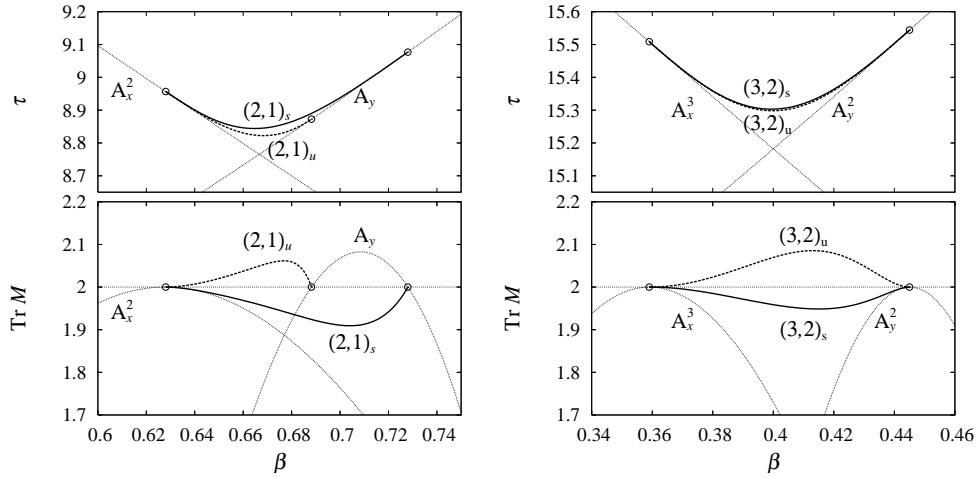 9.2
9.1
9
8.9
8.8
8.7
τ
A_x^2
(2,1)_s
(2,1)_u
A_y
2.2
2.1
2
1.9
1.8
1.7
Tr M
A_x^2
(2,1)_u
A_y
(2,1)_s
0.6 0.62 0.64 0.66 0.68 0.7 0.72 0.74
β
15.6
15.5
15.4
15.3
15.2
15.1
τ
A_x^3
(3,2)_s
(3,2)_u
A_y^2
2.2
2.1
2
1.9
1.8
1.7
Tr M
(3,2)_u
A_x^3
A_y^2
(3,2)_s
0.34 0.36 0.38 0.4 0.42 0.44 0.46
β